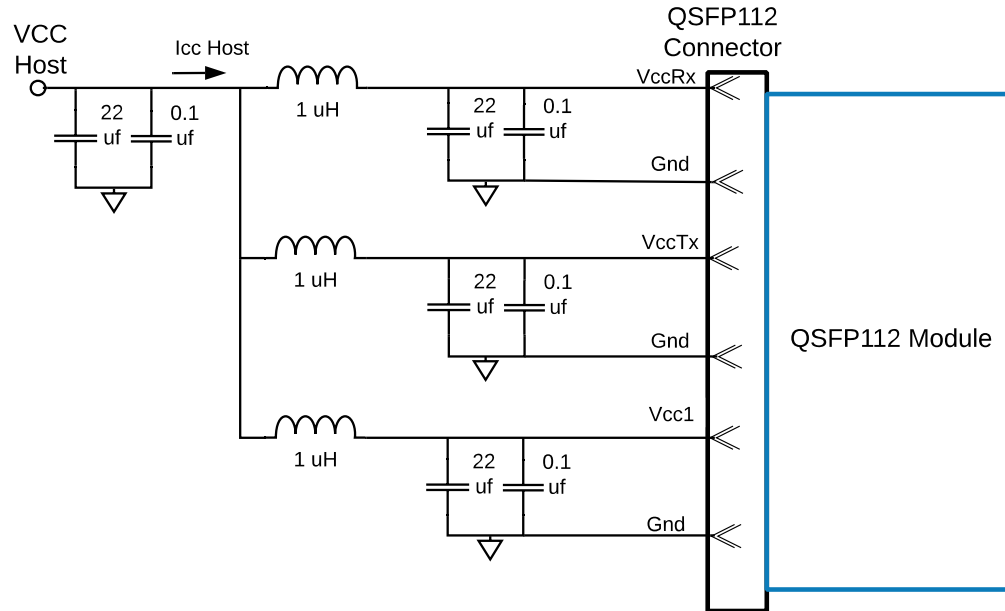 QSFP112
Connector
VCC
Host
Icc Host
VccRx
22
uf
0.1
uf
1 uH
22
uf
0.1
uf
Gnd
VccTx
1 uH
22
uf
0.1
uf
Gnd
QSFP112 Module
Vcc1
1 uH
22
uf
0.1
uf
Gnd